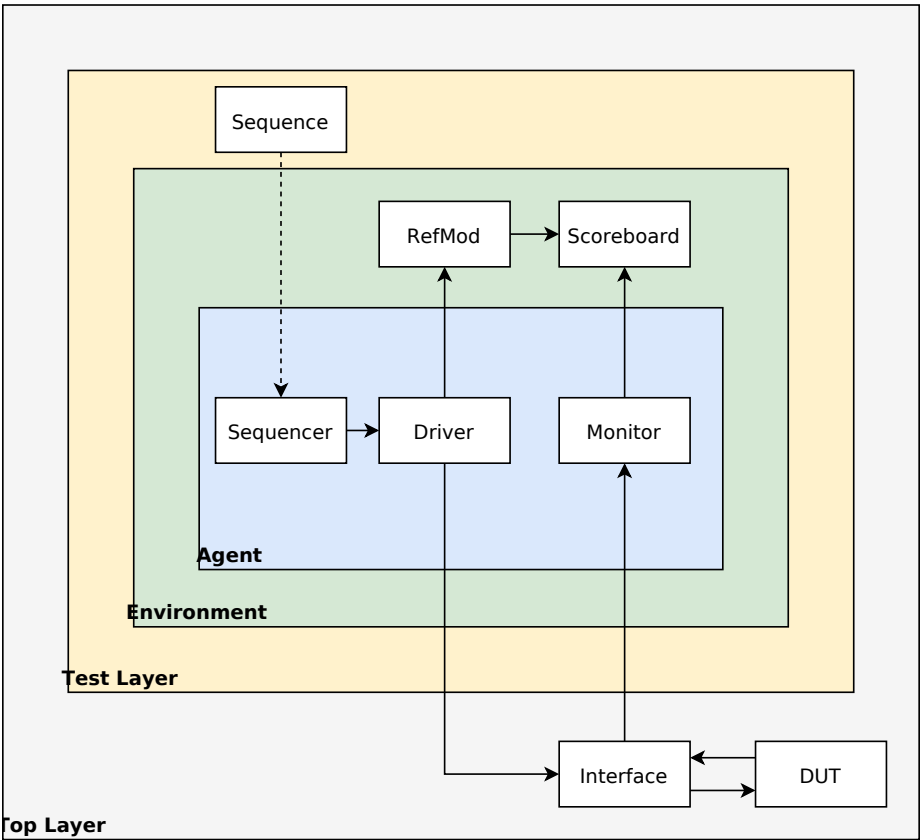 Sequence
RefMod
Scoreboard
Sequencer
Driver
Monitor
Agent
Environment
Test Layer
Interface
DUT
Top Layer